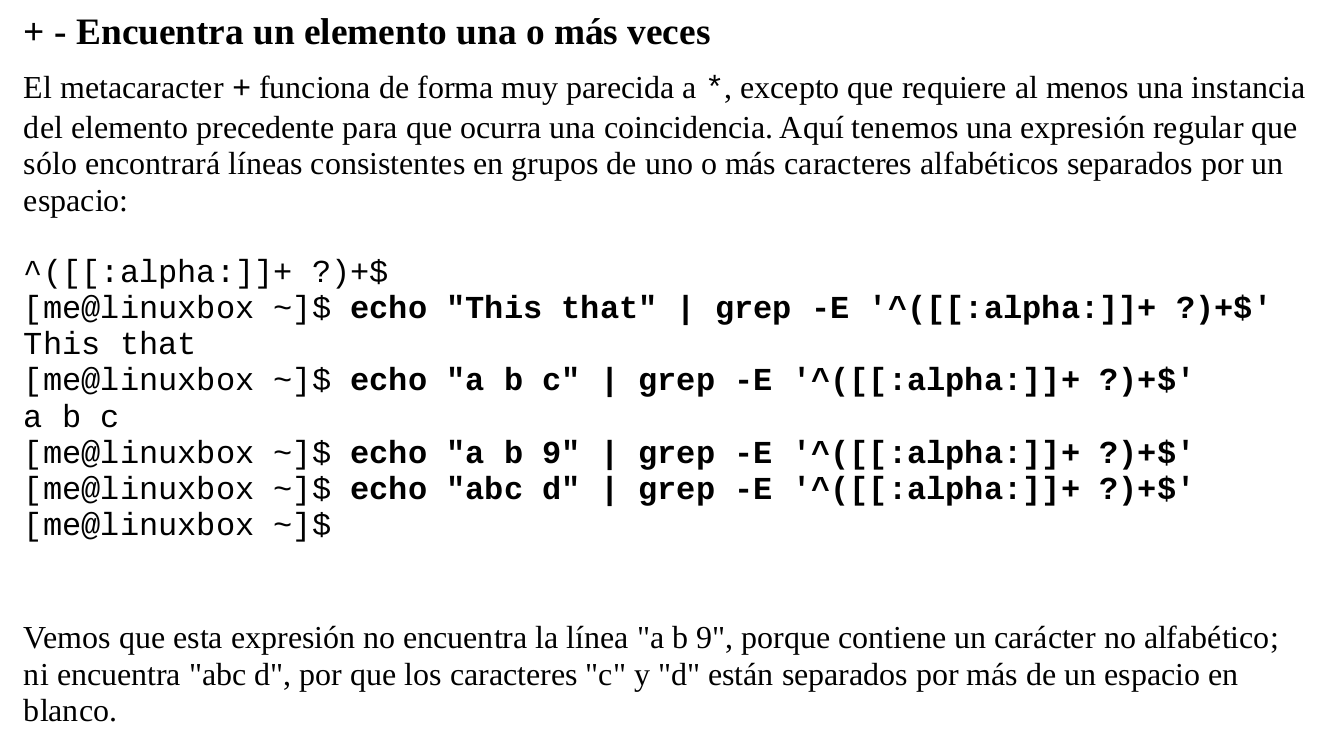 + - Encuentra un elemento una o más veces
El metacaracter + funciona de forma muy parecida a *, excepto que requiere al menos una instancia
del elemento precedente para que ocurra una coincidencia. Aquí tenemos una expresión regular que
sólo encontrará líneas consistentes en grupos de uno o más caracteres alfabéticos separados por un
espacio:
^([[:alpha:]]+ ?)+$
[me@linuxbox ~]$ echo "This that" | grep -E '^([[:alpha:]]+ ?)+$'
This that
[me@linuxbox ~]$ echo "a b c" | grep -E '^([[:alpha:]]+ ?)+$'
a b c
[me@linuxbox ~]$ echo "a b 9" | grep -E '^([[:alpha:]]+ ?)+$'
[me@linuxbox ~]$ echo "abc d" | grep -E '^([[:alpha:]]+ ?)+$'
[me@linuxbox ~]$
Vemos que esta expresión no encuentra la línea "a b 9", porque contiene un carácter no alfabético;
ni encuentra "abc d", por que los caracteres "c" y "d" están separados por más de un espacio en
blanco.